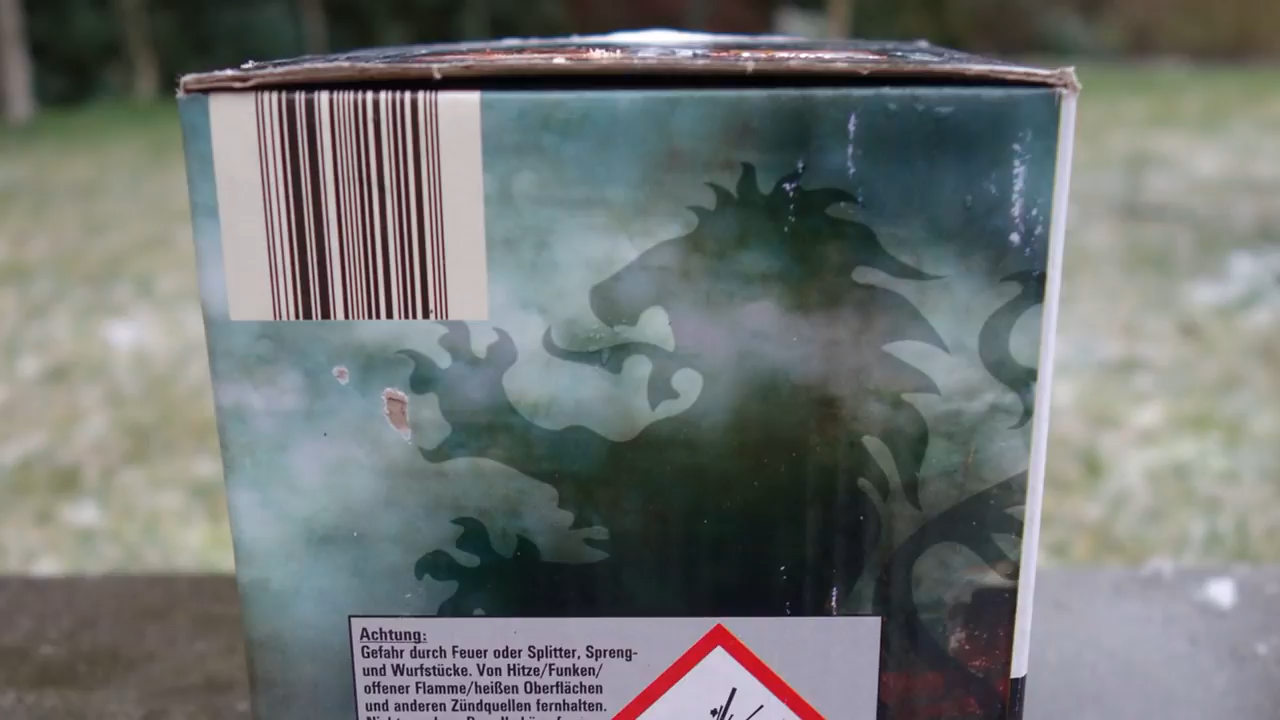 Achtung:
Gefahr durch Feuer oder Splitter, Spreng-
und Wurfstücke. Von Hitze/Funken/
offener Flamme/heißen Oberflächen
und anderen Zündquellen fernhalten.